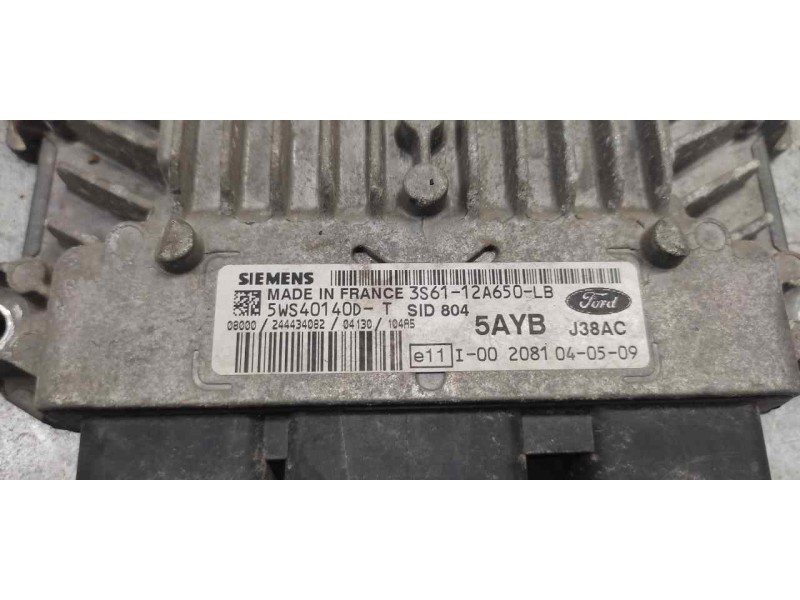 SIEMENS
MADE IN FRANCE 3S61-12A650-LB
5WS40140D- T SID 804
Ford
08000 / 244434082 / 04130 / 104A5
5AYB J38AC
e11 I-00 2081 04-05-09